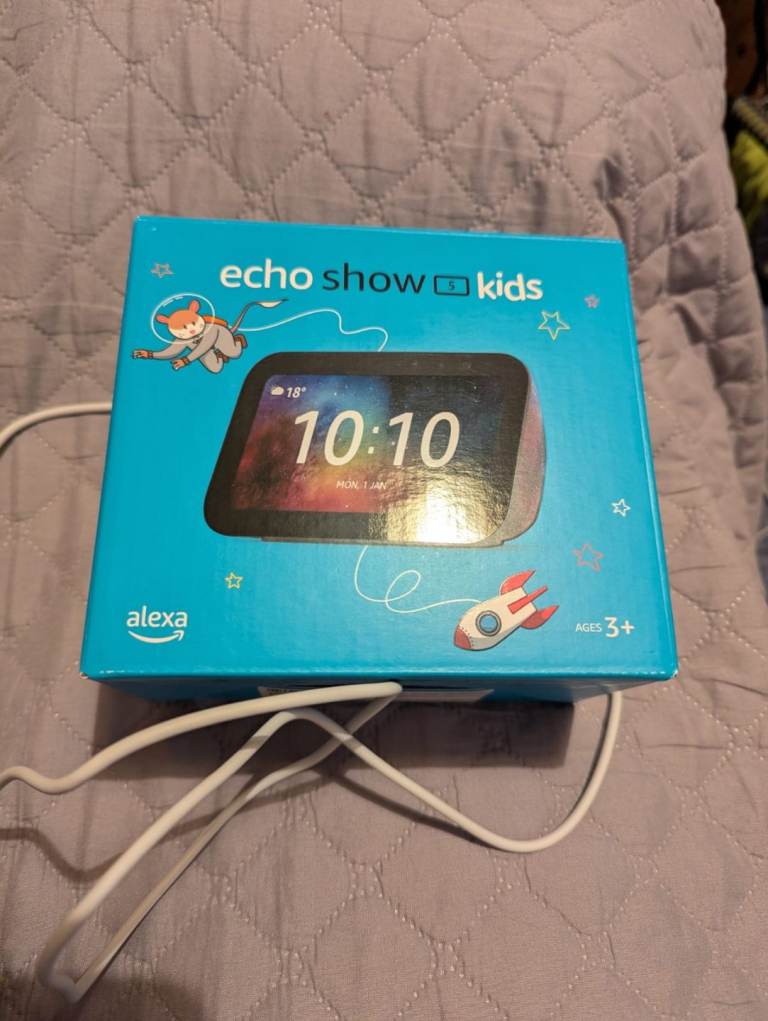 echo show 5 kids
18°
10:10
MON, 1 JAN
alexa
AGES 3+